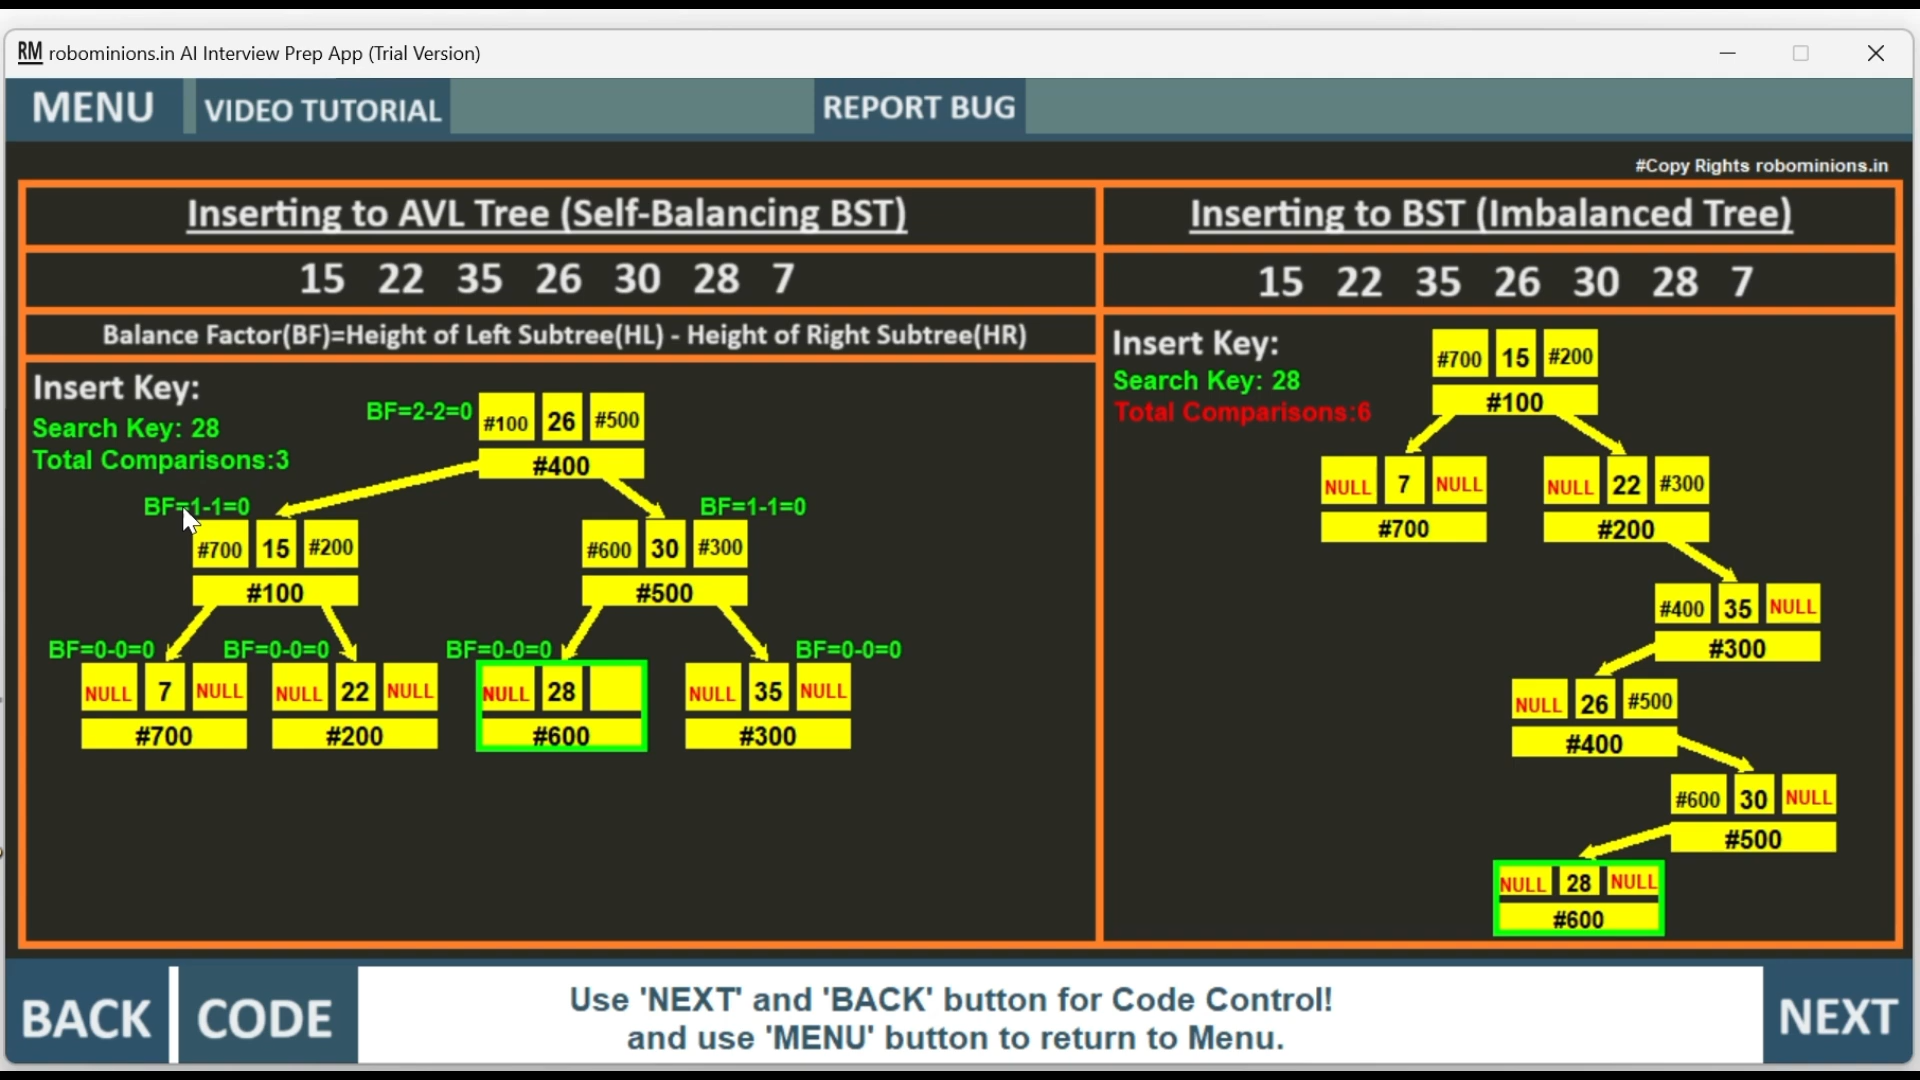 RM robominions.in AI Interview Prep App (Trial Version)
MENU VIDEO TUTORIAL REPORT BUG
#Copy Rights robominions.in
Inserting to AVL Tree (Self-Balancing BST)
15 22 35 26 30 28 7
Balance Factor(BF)=Height of Left Subtree(HL) - Height of Right Subtree(HR)
Insert Key:
Search Key: 28
Total Comparisons:3
BF=2-2=0 #100 26 #500
#400
BF=1-1=0 BF=1-1=0
#700 15 #200 #600 30 #300
#100 #500
BF=0-0=0 BF=0-0=0 BF=0-0=0 BF=0-0=0
NULL 7 NULL NULL 22 NULL NULL 28 NULL 35 NULL
#700 #200 #600 #300
Inserting to BST (Imbalanced Tree)
15 22 35 26 30 28 7
Insert Key:
Search Key: 28
Total Comparisons:6
#700 15 #200
#100
NULL 7 NULL NULL 22 #300
#700 #200
#400 35 NULL
#300
NULL 26 #500
#400
#600 30 NULL
#500
NULL 28 NULL
#600
BACK CODE
Use 'NEXT' and 'BACK' button for Code Control!
and use 'MENU' button to return to Menu.
NEXT